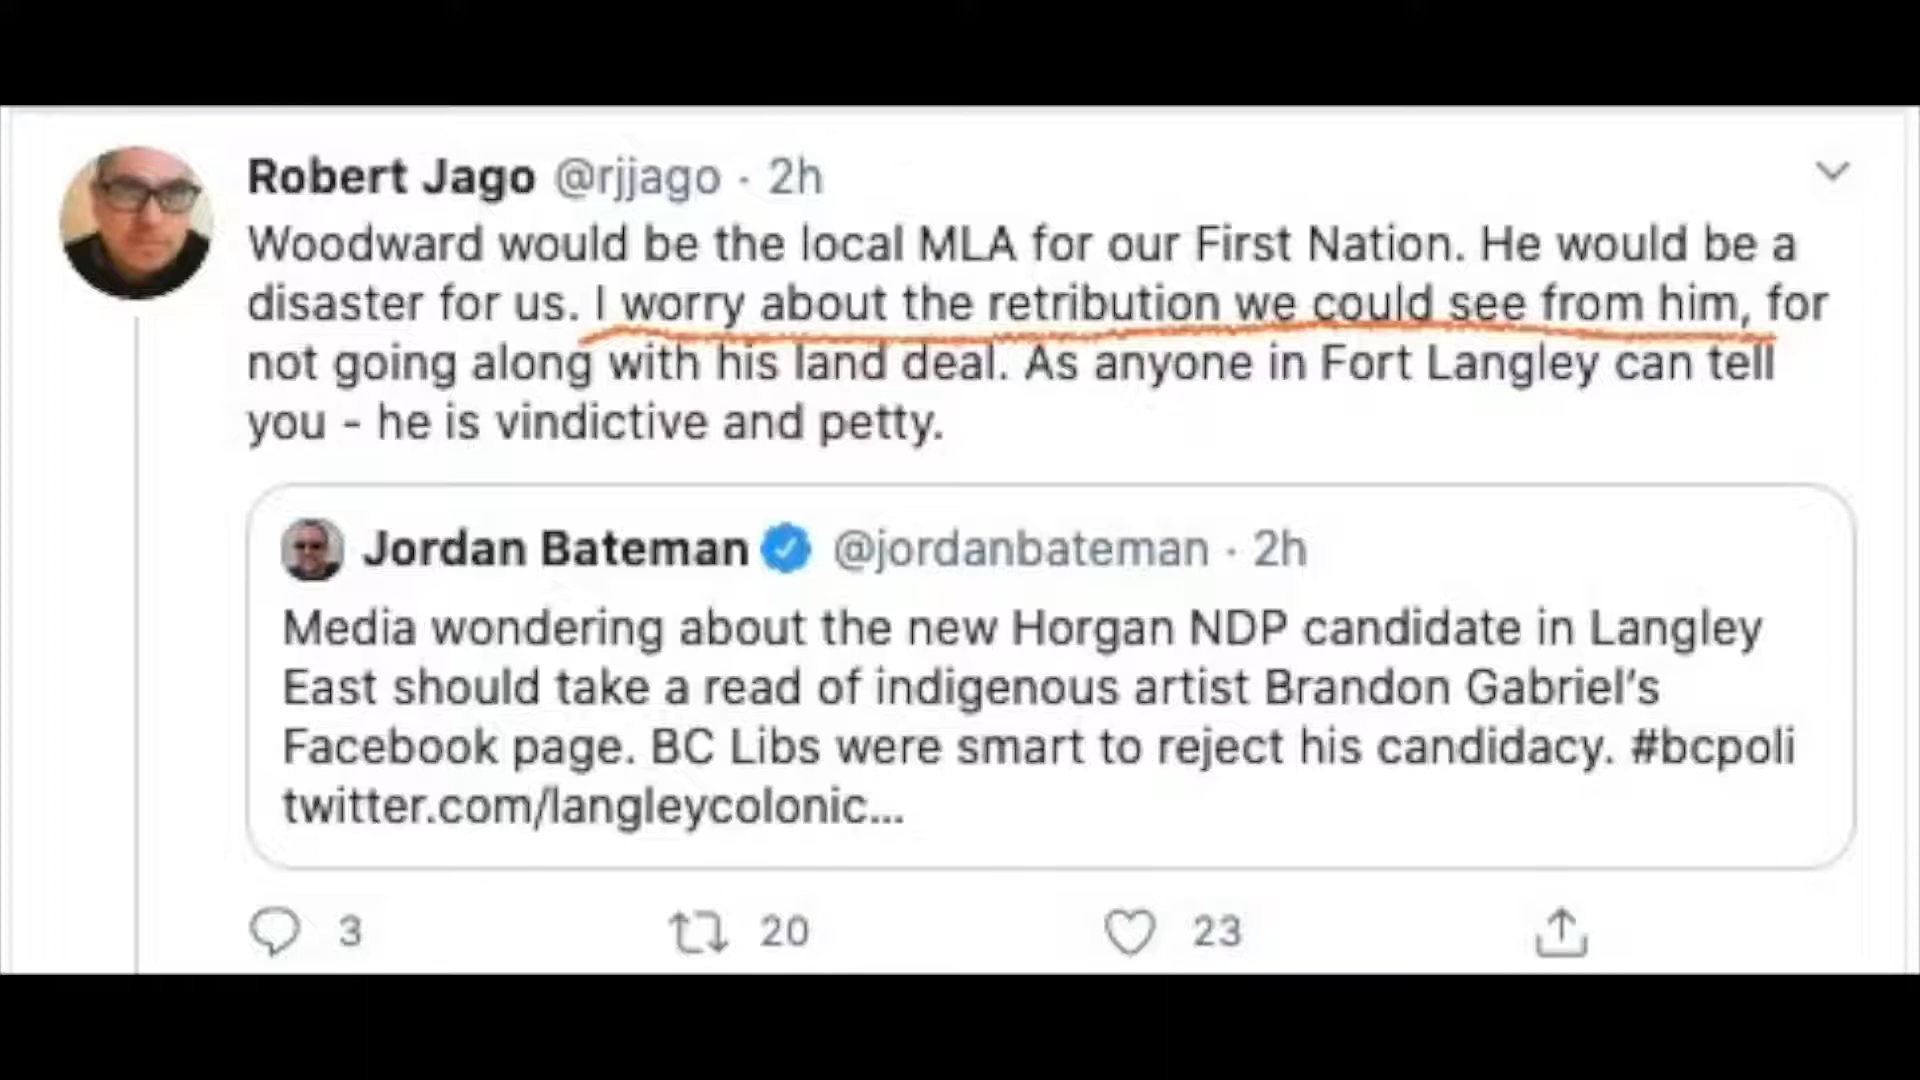 Robert Jago @rjjago · 2h
Woodward would be the local MLA for our First Nation. He would be a
disaster for us. I worry about the retribution we could see from him, for
not going along with his land deal. As anyone in Fort Langley can tell
you - he is vindictive and petty.
Jordan Bateman @jordanbateman · 2h
Media wondering about the new Horgan NDP candidate in Langley
East should take a read of indigenous artist Brandon Gabriel's
Facebook page. BC Libs were smart to reject his candidacy. #bcpoli
twitter.com/langleycolonic...
3 20 23